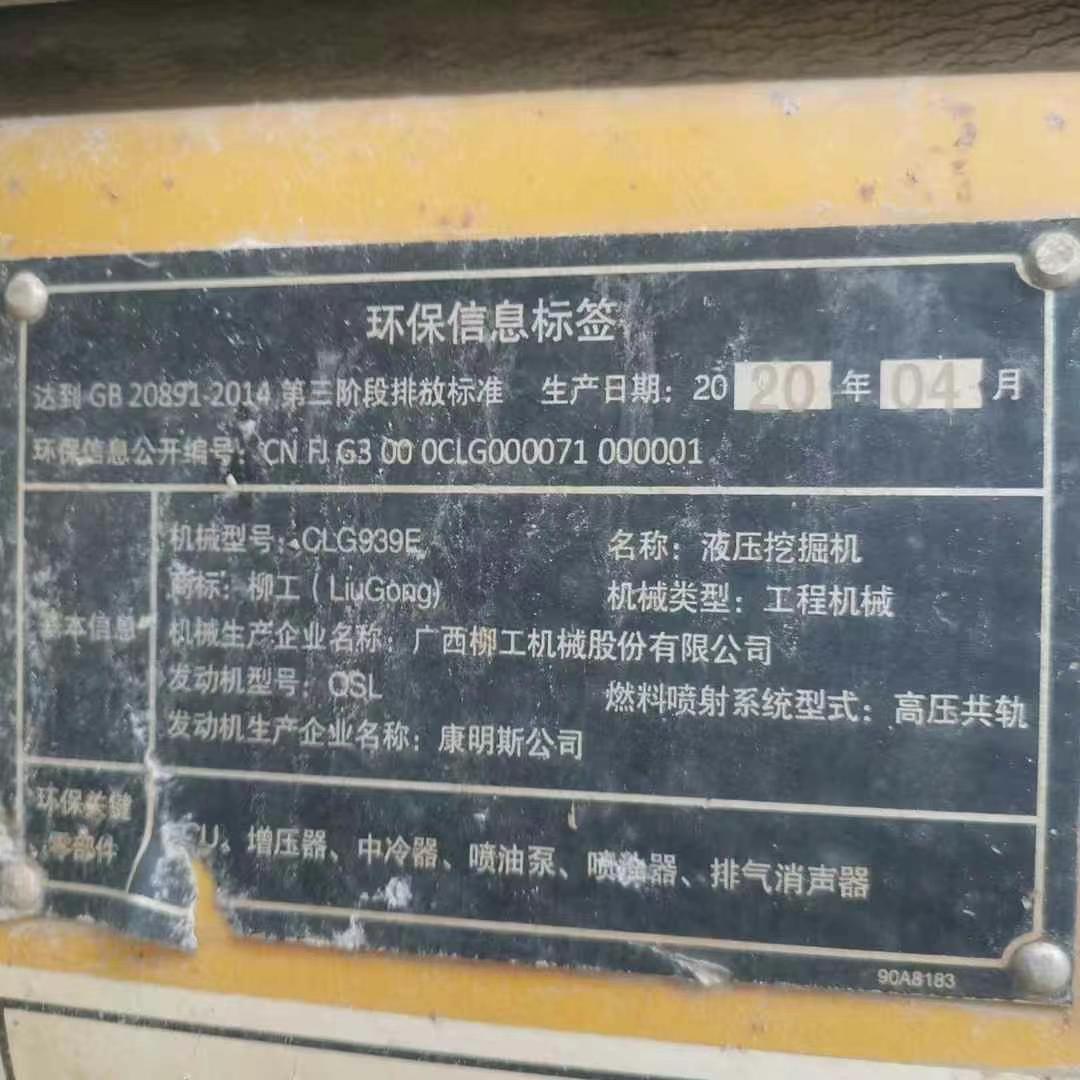 环保信息标签
达到 GB 20891-2014 第三阶段排放标准 生产日期：2020年04月
环保信息公开编号：CN FJ G3 00 0CLG000071 000001
基本信息
机械型号：CLG939E 名称：液压挖掘机
商标：柳工（LiuGong） 机械类型：工程机械
机械生产企业名称：广西柳工机械股份有限公司
发动机型号：QSL 燃料喷射系统型式：高压共轨
发动机生产企业名称：康明斯公司
环保关键
零部件
CU、增压器、中冷器、喷油泵、喷油器、排气消声器
90A8183